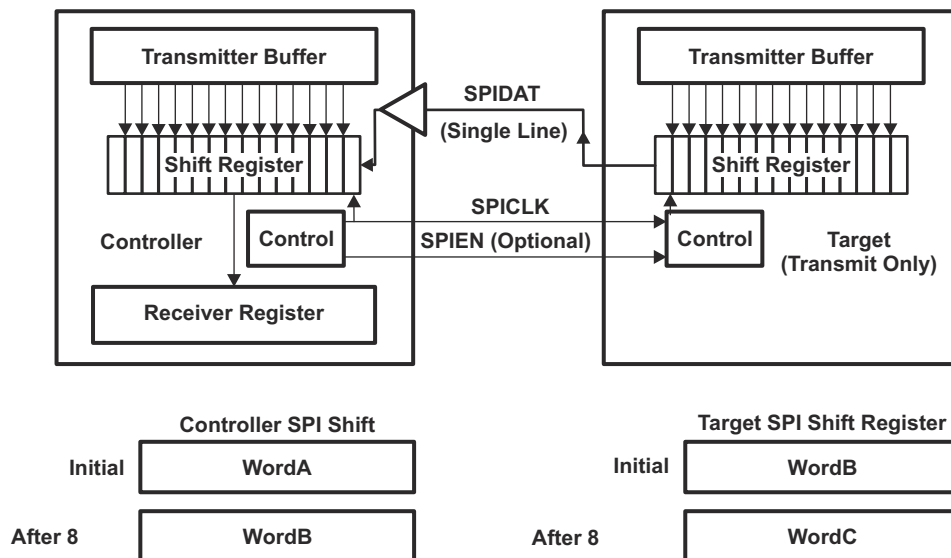 Transmitter Buffer
Transmitter Buffer
SPIDAT
(Single Line)
Shift Register
Shift Register
SPICLK
Controller
Control
SPIEN (Optional)
Control
Target
(Transmit Only)
Receiver Register
Controller SPI Shift
Target SPI Shift Register
Initial
WordA
Initial
WordB
After 8
WordB
After 8
WordC